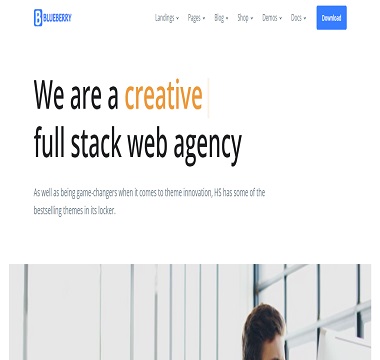 BLUEBERRY
Landings Pages Blog Shop Demos Docs Download
We are a creative
full stack web agency
As well as being game-changers when it comes to theme innovation, HS has some of the
bestselling themes in its locker.